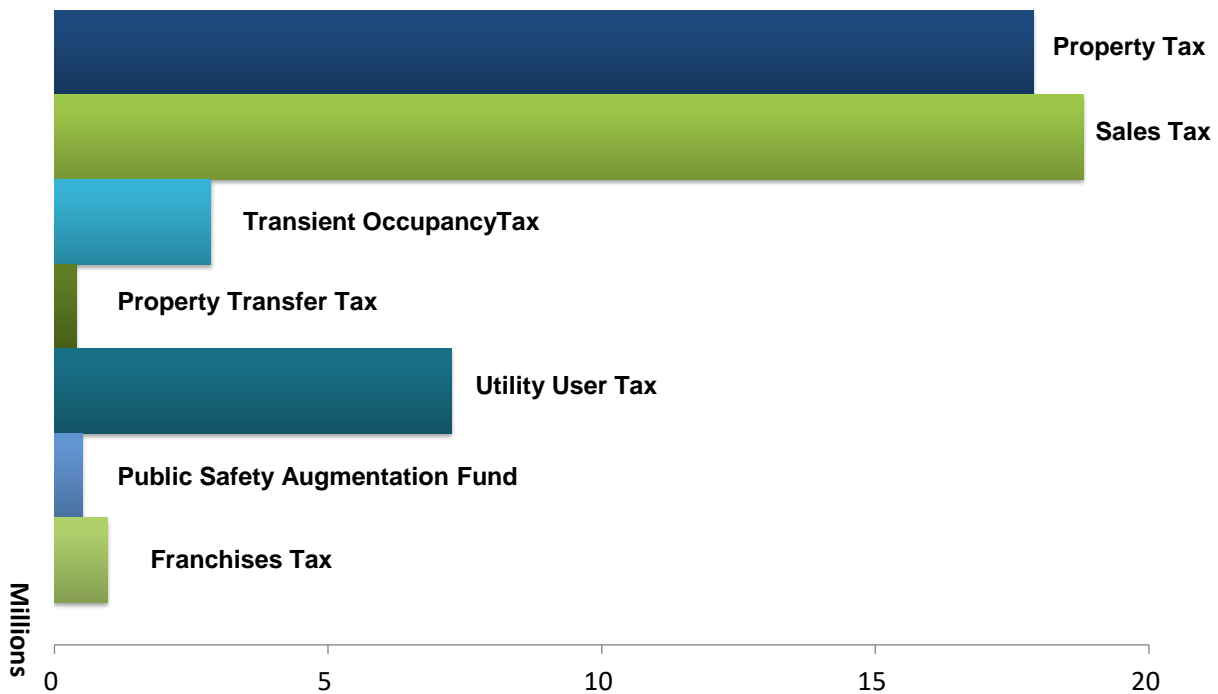 Property Tax
Sales Tax
Transient OccupancyTax
Property Transfer Tax
Utility User Tax
Public Safety Augmentation Fund
Franchises Tax
Millions
0 5 10 15 20